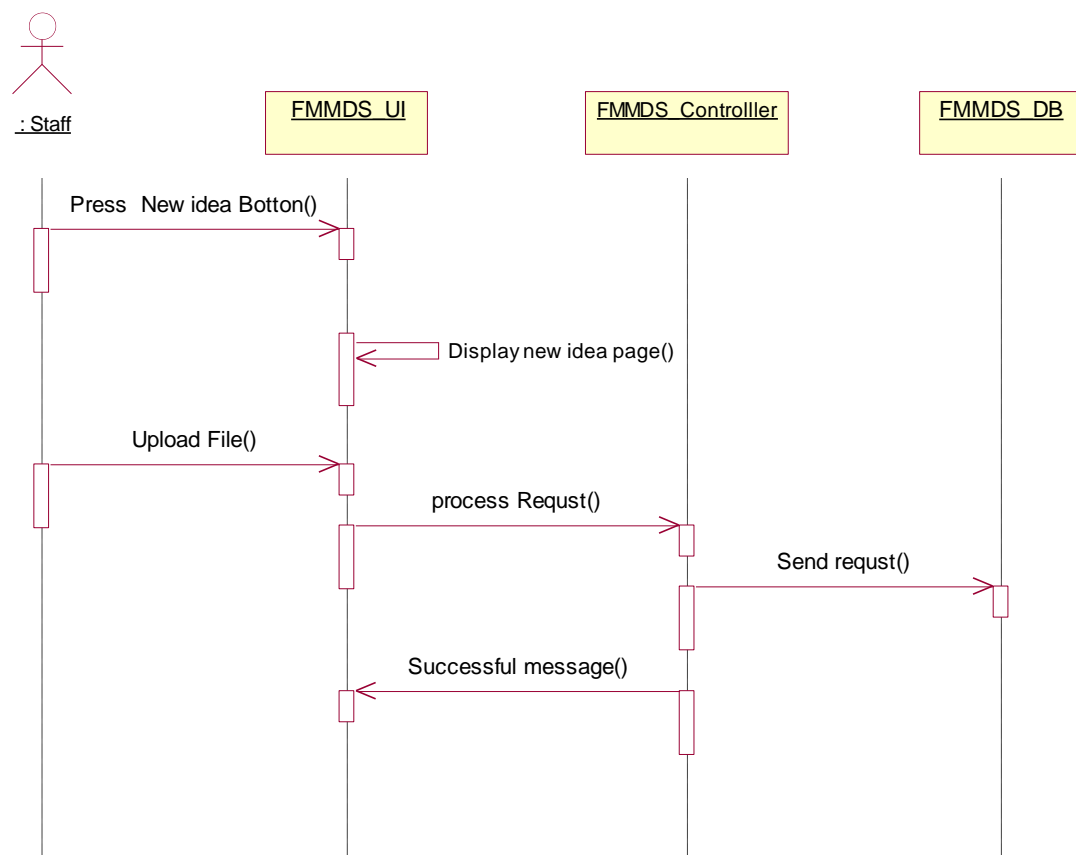 : Staff
FMMDS_UI
FMMDS_Controlller
FMMDS_DB
Press  New idea Botton()
Display new idea page()
Upload File()
process Requst()
Send requst()
Successful message()